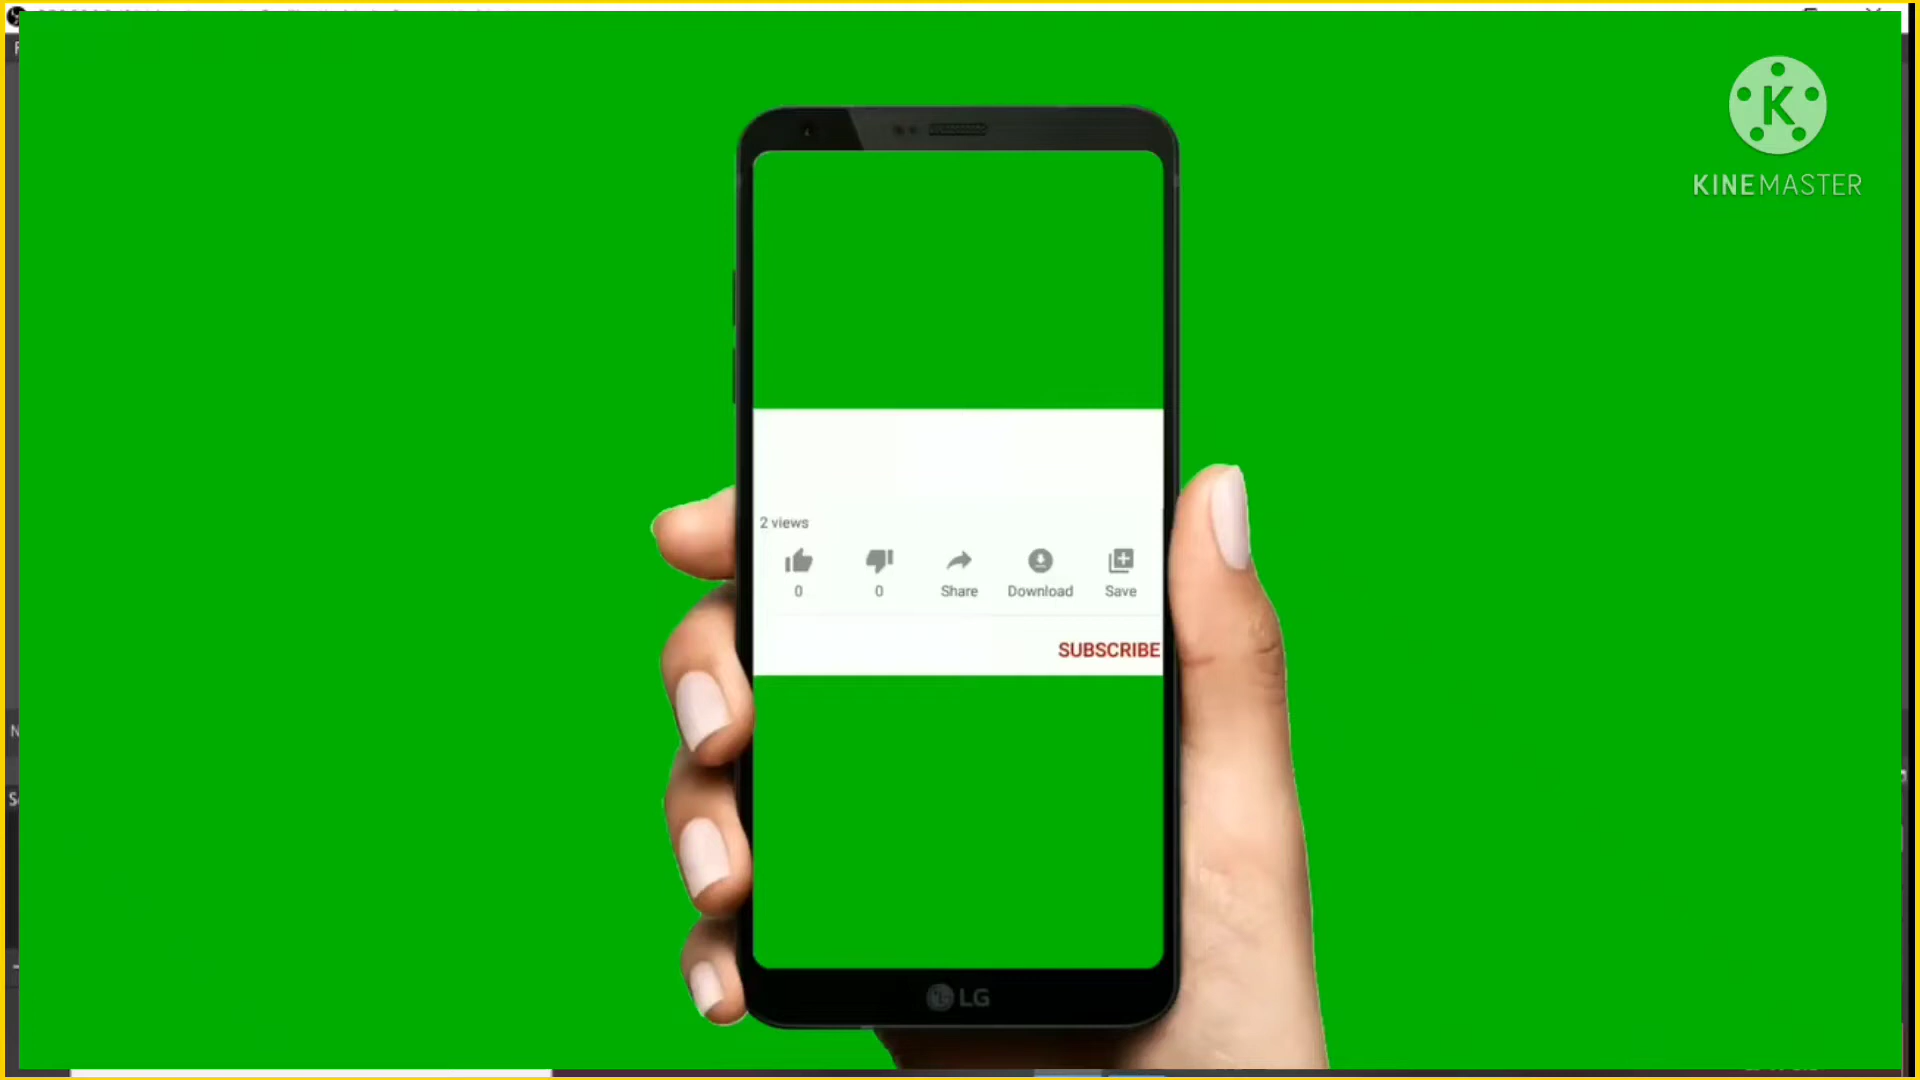 K
KINEMASTER
2 views
0
0
Share
Download
Save
SUBSCRIBE
LG